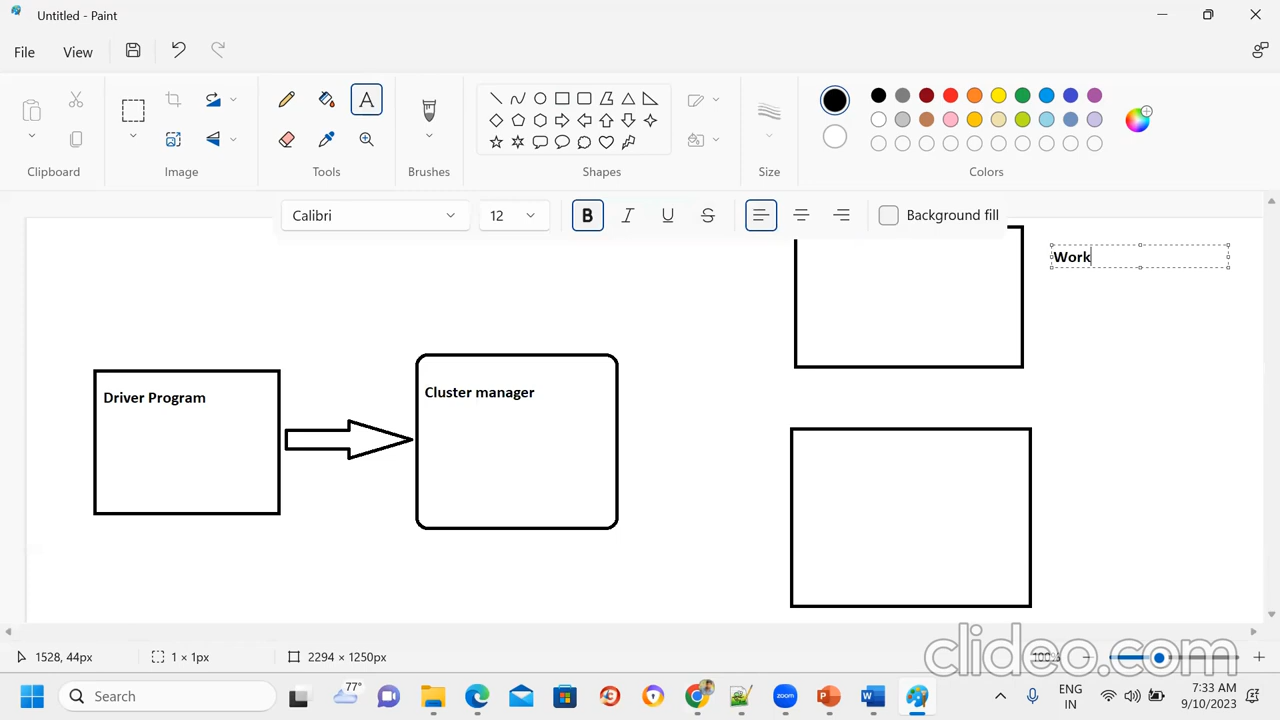 Untitled - Paint
File
View
Clipboard
Image
Tools
Brushes
Shapes
Size
Colors
Calibri
12
B
I
U
S
Background fill
Work
Driver Program
Cluster manager
1528, 44px
1 × 1px
2294 × 1250px
100%
clideo.com
Search
77°
ENG
IN
7:33 AM
9/10/2023